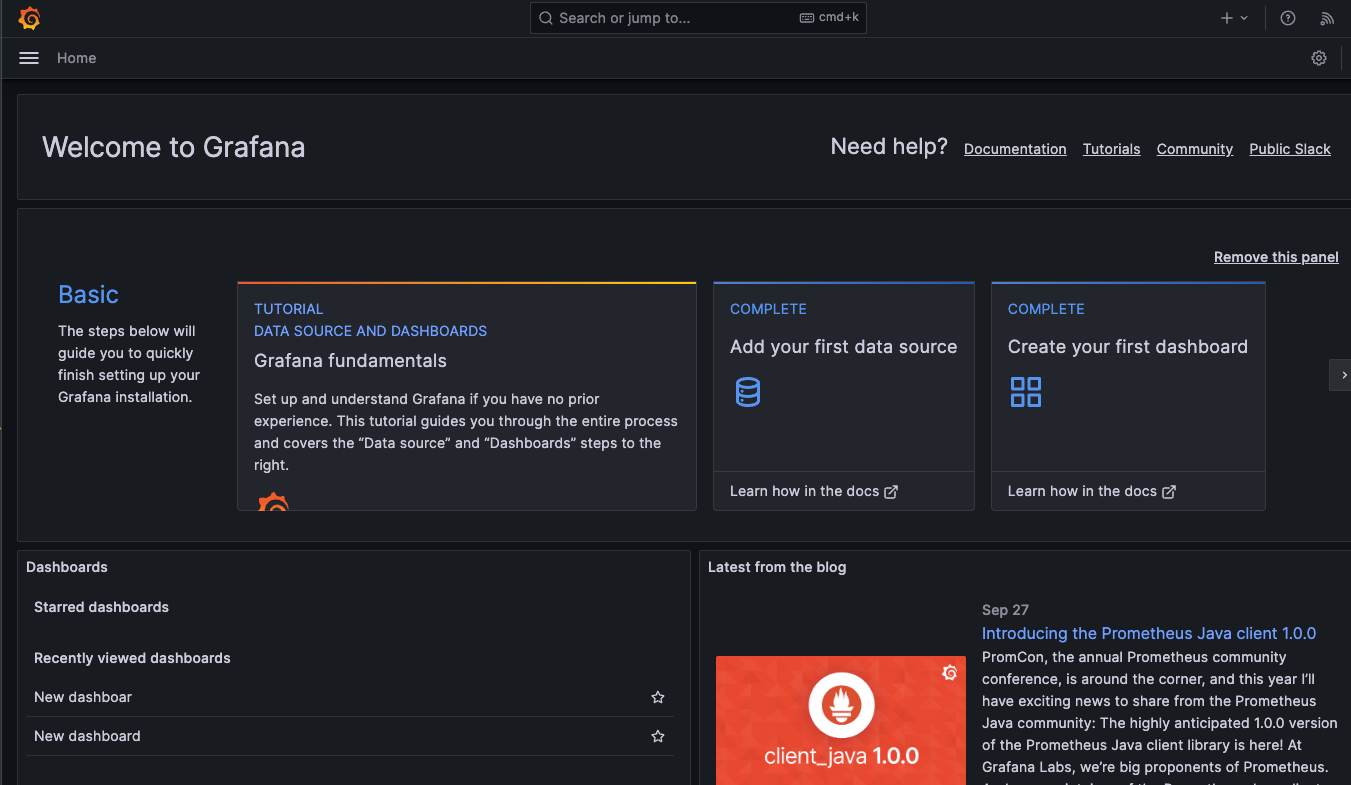 Search or jump to...
cmd+k
Home
Welcome to Grafana
Need help?
Documentation
Tutorials
Community
Public Slack
Remove this panel
Basic
The steps below will
guide you to quickly
finish setting up your
Grafana installation.
TUTORIAL
DATA SOURCE AND DASHBOARDS
Grafana fundamentals
Set up and understand Grafana if you have no prior
experience. This tutorial guides you through the entire process
and covers the “Data source” and “Dashboards” steps to the
right.
COMPLETE
Add your first data source
Learn how in the docs
COMPLETE
Create your first dashboard
Learn how in the docs
Dashboards
Starred dashboards
Recently viewed dashboards
New dashboar
New dashboard
Latest from the blog
client_java 1.0.0
Sep 27
Introducing the Prometheus Java client 1.0.0
PromCon, the annual Prometheus community
conference, is around the corner, and this year I’ll
have exciting news to share from the Prometheus
Java community: The highly anticipated 1.0.0 version
of the Prometheus Java client library is here! At
Grafana Labs, we’re big proponents of Prometheus.